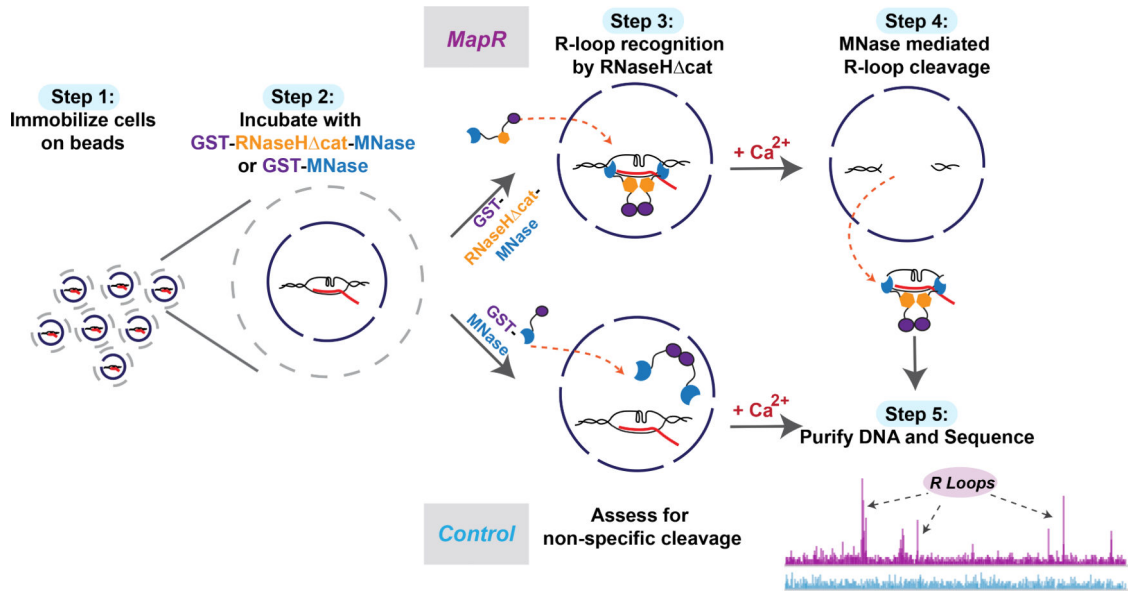 MapR
Step 1:
Immobilize cells
on beads
Step 2:
Incubate with
GST-RNaseHΔcat-MNase
or GST-MNase
Step 3:
R-loop recognition
by RNaseHΔcat
Step 4:
MNase mediated
R-loop cleavage
GST-
RNaseHΔcat-
MNase
+ Ca²⁺
GST-
MNase
+ Ca²⁺
Step 5:
Purify DNA and Sequence
R Loops
Control
Assess for
non-specific cleavage